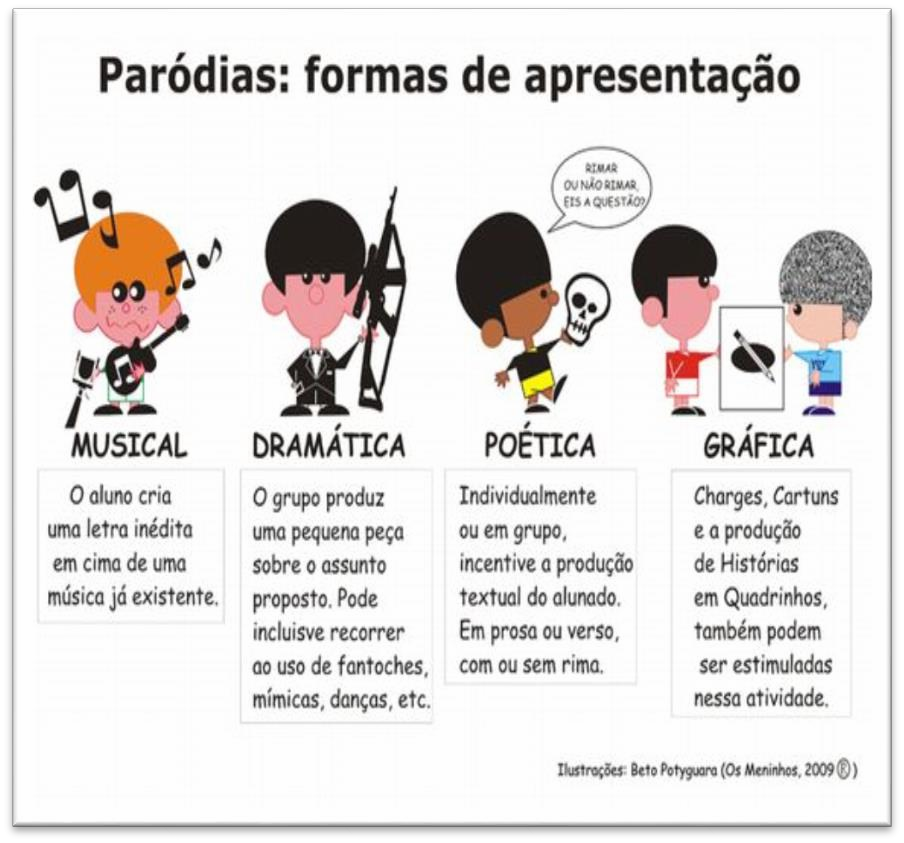 Paródias: formas de apresentação
RIMAR
OU NÃO RIMAR,
EIS A QUESTÃO?
MUSICAL
O aluno cria
uma letra inédita
em cima de uma
música já existente.
DRAMÁTICA
O grupo produz
uma pequena peça
sobre o assunto
proposto. Pode
incluisve recorrer
ao uso de fantoches,
mímicas, danças, etc.
POÉTICA
Individualmente
ou em grupo,
incentive a produção
textual do alunado.
Em prosa ou verso,
com ou sem rima.
GRÁFICA
Charges, Cartuns
e a produção
de Histórias
em Quadrinhos,
também podem
ser estimuladas
nessa atividade.
Ilustrações: Beto Potyguara (Os Meninhos, 2009 ®)